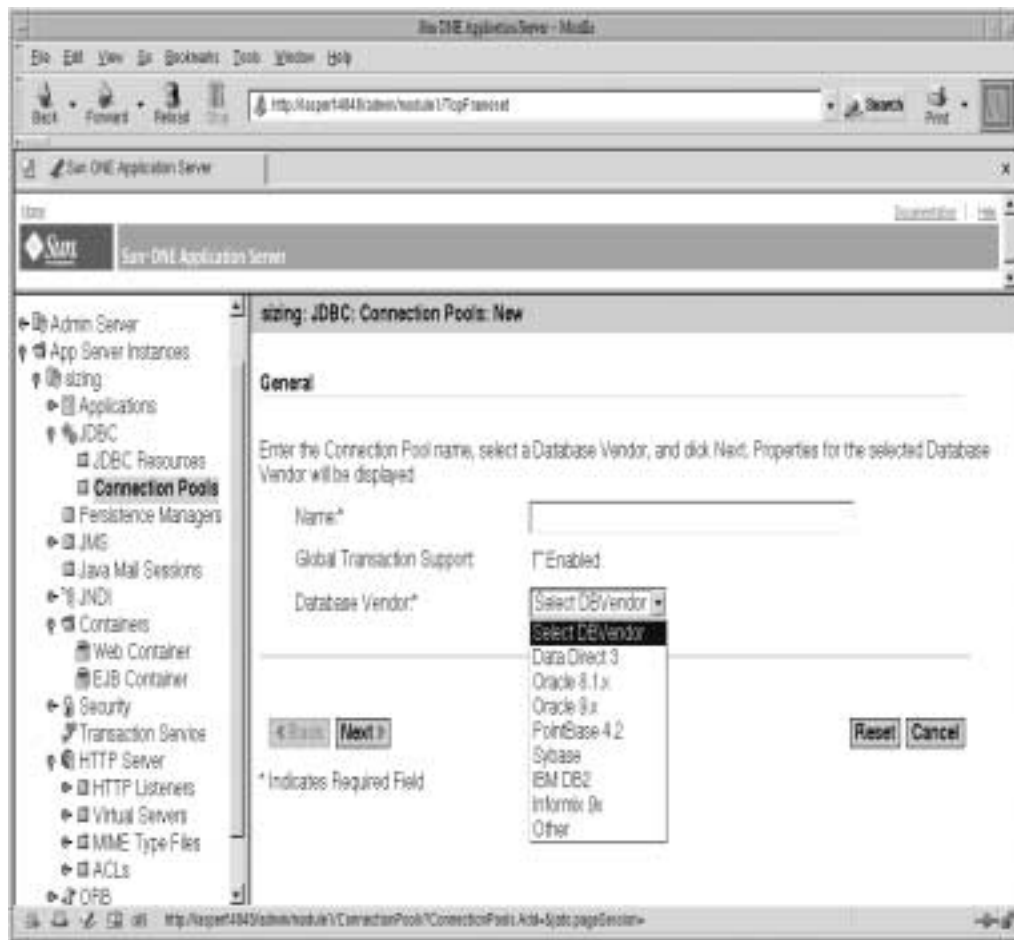 Sun ONE Application Server - Mozilla
File Edit View Go Bookmarks Tools Window Help
Back Forward Reload Stop
Search Print
Sun ONE Application Server
Home
Documentation | Help
Sun
Sun ONE Application Server
Admin Server
App Server Instances
sizing
Applications
JDBC
JDBC Resources
Connection Pools
Persistence Managers
JMS
Java Mail Sessions
JNDI
Containers
Web Container
EJB Container
Security
Transaction Service
HTTP Server
HTTP Listeners
Virtual Servers
MIME Type Files
ACLs
ORB
sizing: JDBC: Connection Pools: New
General
Enter the Connection Pool name, select a Database Vendor, and click Next. Properties for the selected Database
Vendor will be displayed
Name:*
Global Transaction Support: Enabled
Database Vendor:* Select DBVendor
Select DBVendor
Data Direct 3
Oracle 8.1.x
Oracle 9.x
PointBase 4.2
Sybase
IBM DB2
Informix 9x
Other
Back Next Reset Cancel
* Indicates Required Field